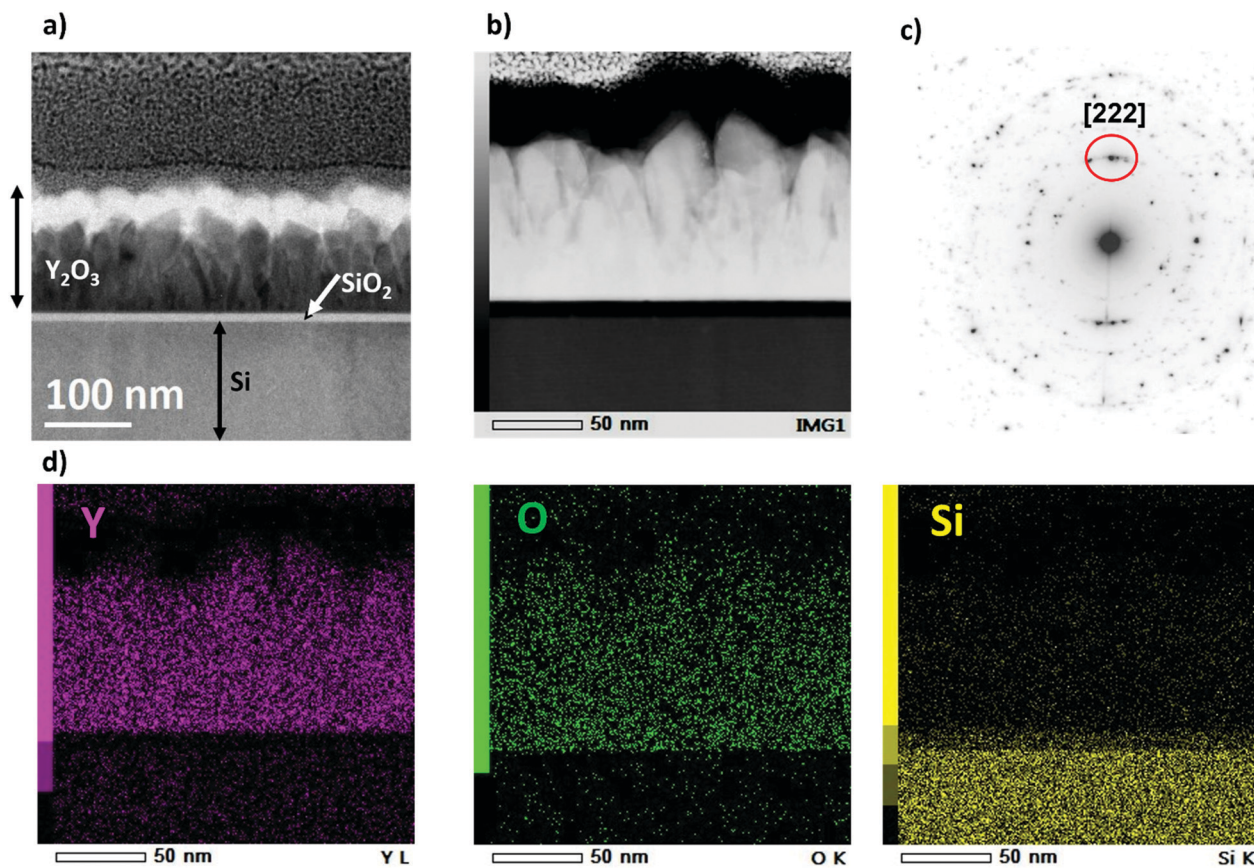 a)
b)
c)
[222]
Y₂O₃
SiO₂
Si
100 nm
50 nm
IMG1
d)
Y
O
Si
50 nm
Y L
50 nm
O K
50 nm
Si K